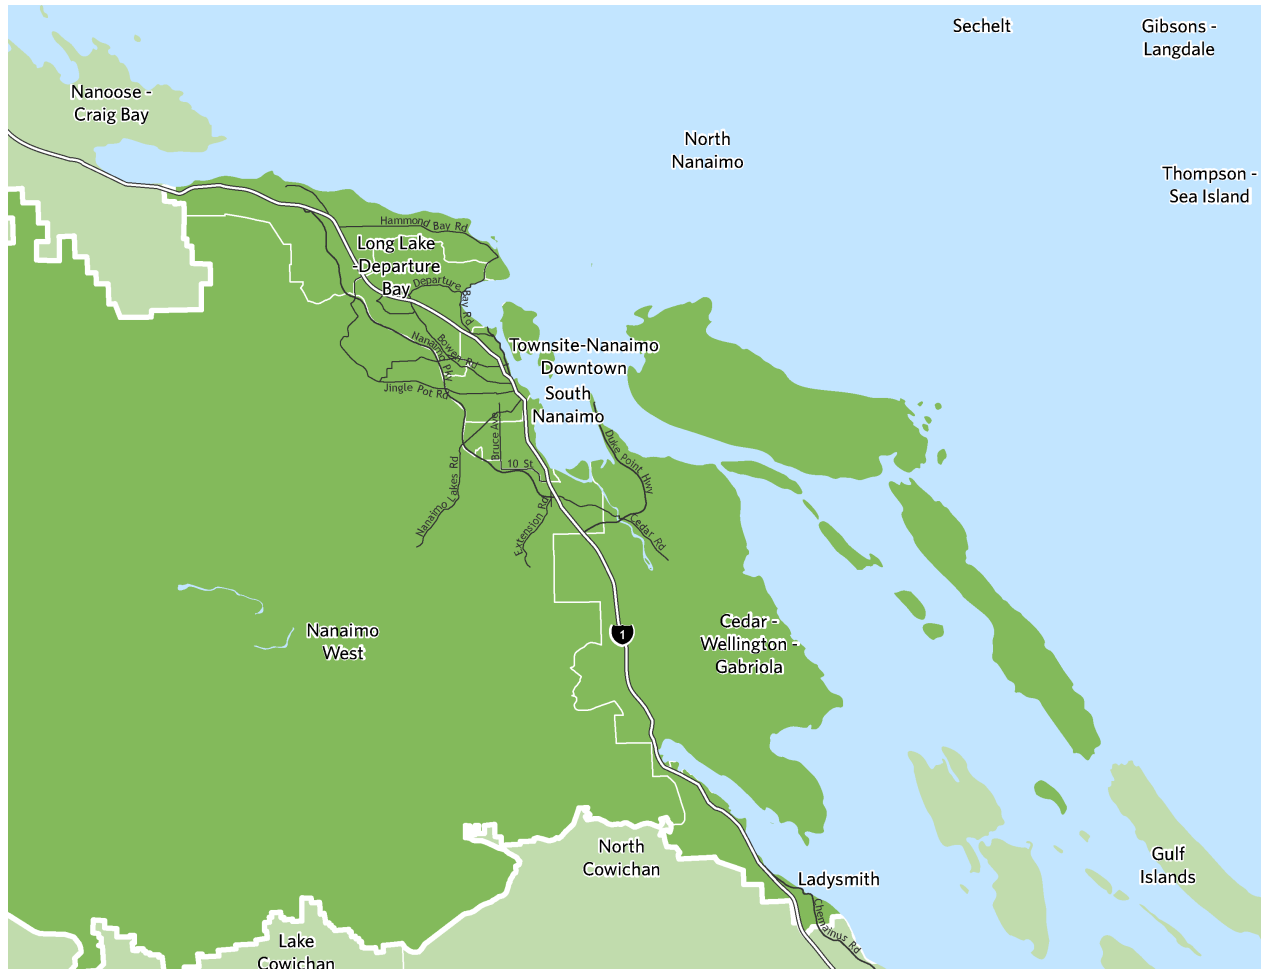 Sechelt
Gibsons -
Langdale
Nanoose -
Craig Bay
North
Nanaimo
Thompson -
Sea Island
Hammond Bay Rd
Long Lake
-Departure
Bay
Departure Bay Rd
Townsite-Nanaimo
Downtown
Bowen Rd
Nanaimo Pky
Jingle Pot Rd
South
Nanaimo
Bruce Ave
Duke Point Hwy
10 St
Nanaimo Lakes Rd
Extension Rd
Cedar Rd
1
Nanaimo
West
Cedar -
Wellington -
Gabriola
North
Cowichan
Gulf
Islands
Ladysmith
Chemainus Rd
Lake
Cowichan